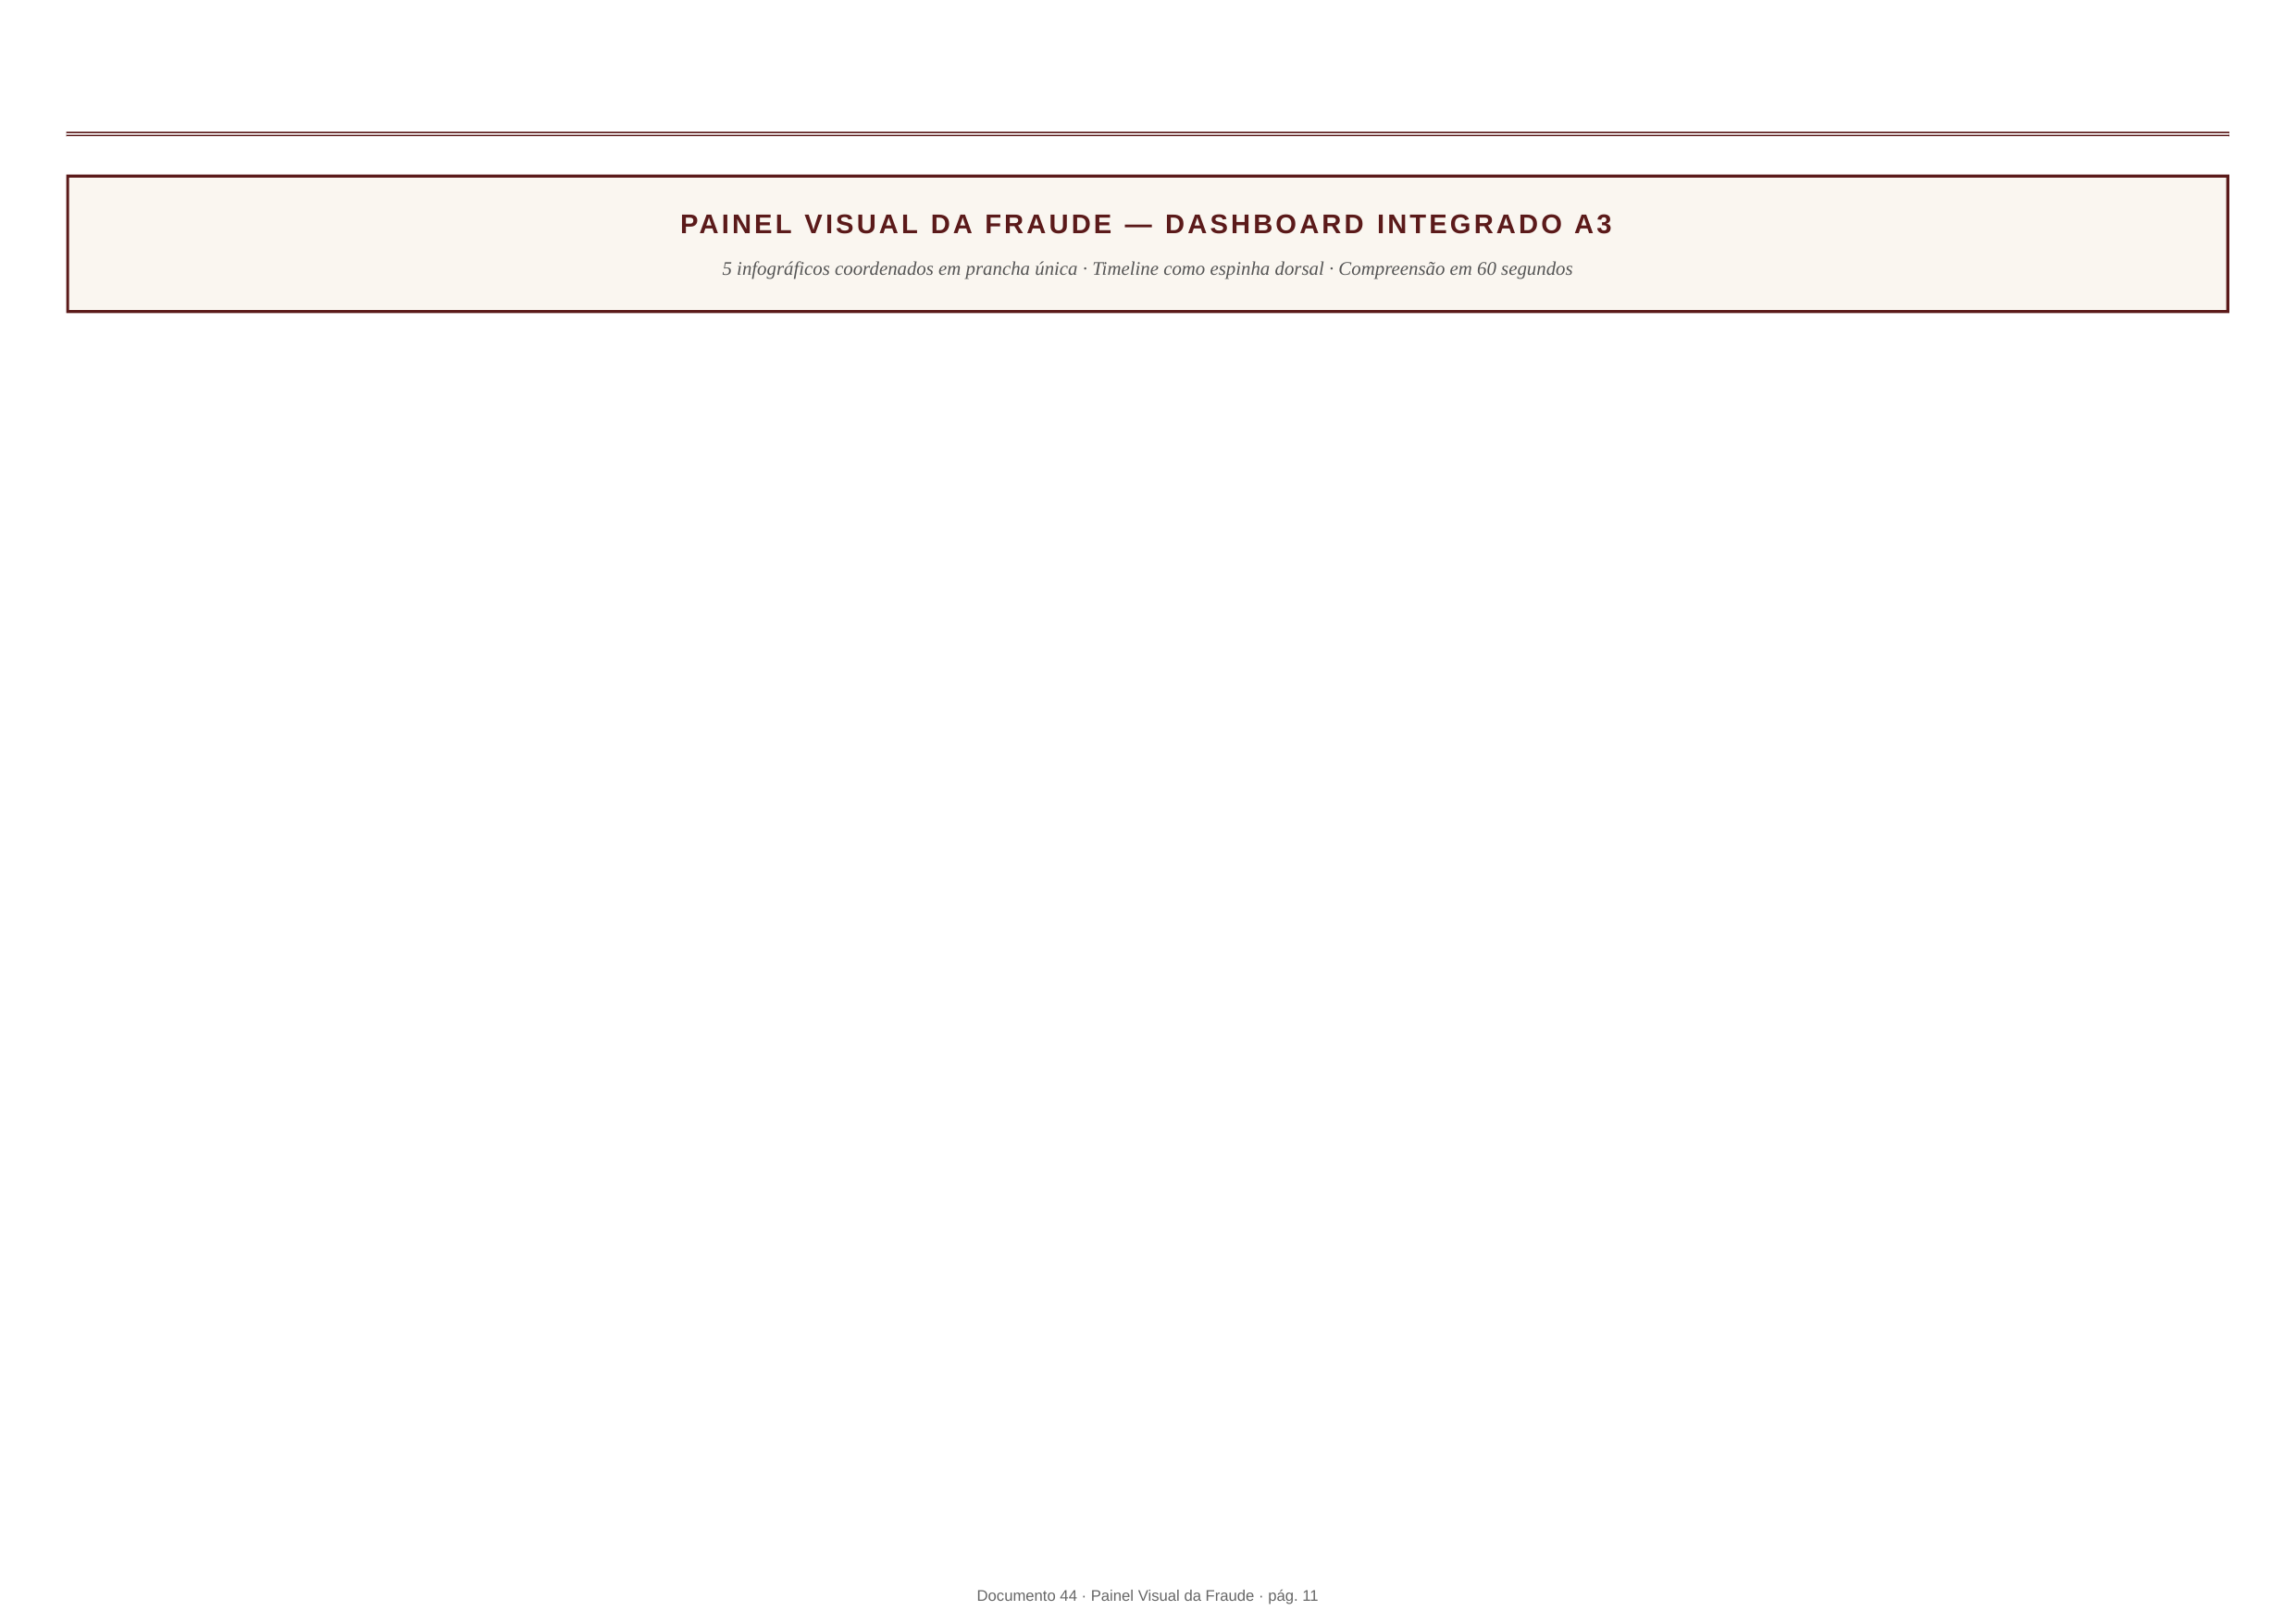 PAINEL VISUAL DA FRAUDE — DASHBOARD INTEGRADO A3
5 infográficos coordenados em prancha única · Timeline como espinha dorsal · Compreensão em 60 segundos
Documento 44 · Painel Visual da Fraude · pág. 11